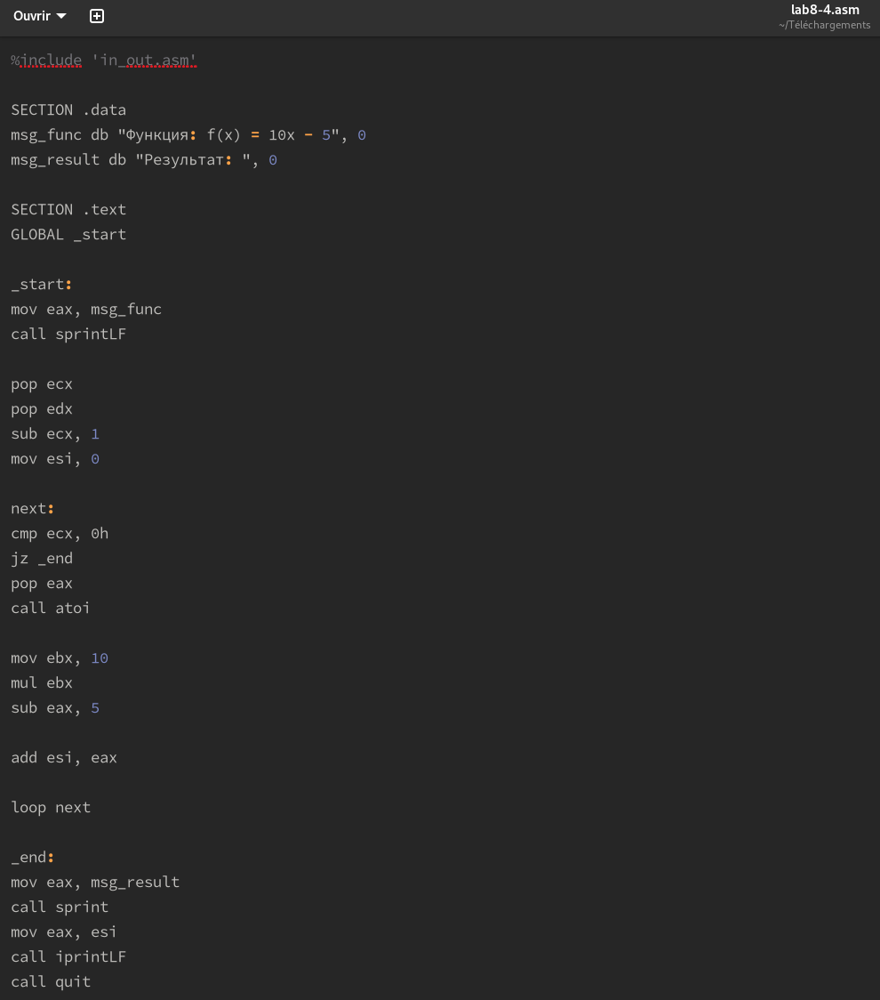 Ouvrir
lab8-4.asm
~/Téléchargements
%include 'in_out.asm'
SECTION .data
msg_func db "Функция: f(x) = 10x - 5", 0
msg_result db "Результат: ", 0
SECTION .text
GLOBAL _start
_start:
mov eax, msg_func
call sprintLF
pop ecx
pop edx
sub ecx, 1
mov esi, 0
next:
cmp ecx, 0h
jz _end
pop eax
call atoi
mov ebx, 10
mul ebx
sub eax, 5
add esi, eax
loop next
_end:
mov eax, msg_result
call sprint
mov eax, esi
call iprintLF
call quit